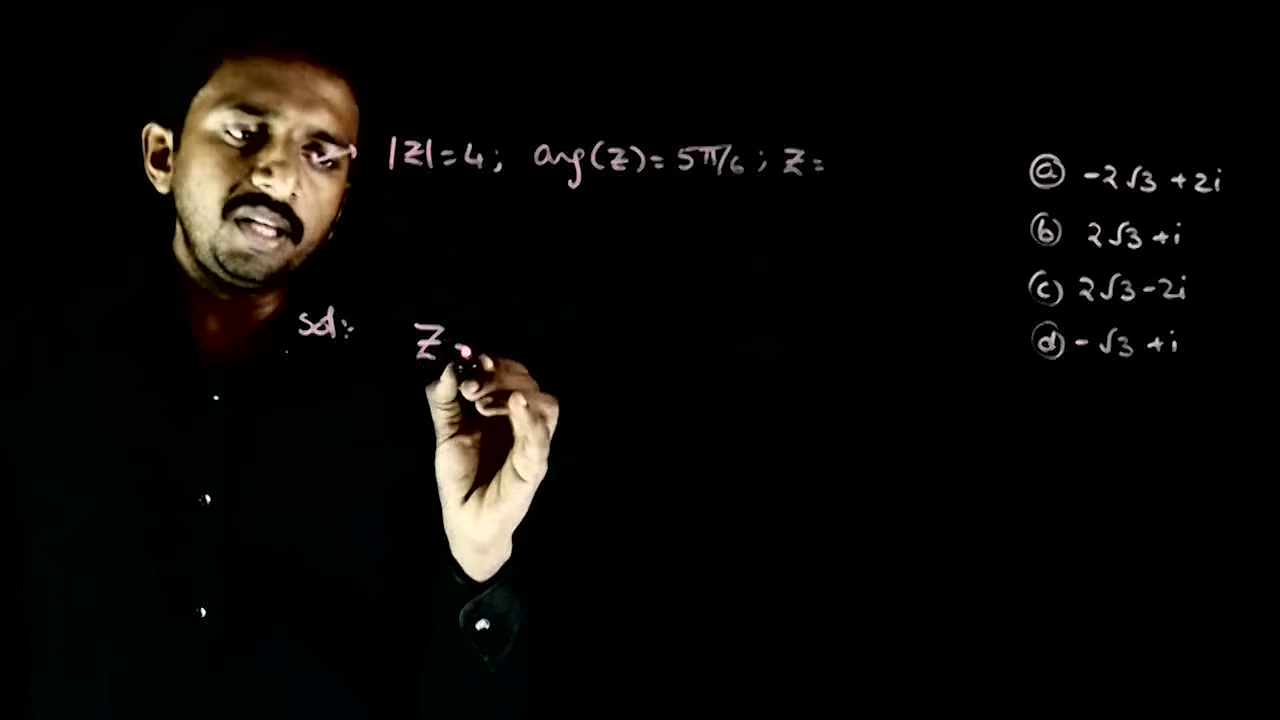 |Z| = 4 ; arg(Z) = 5π/6 ; Z =
(a) -2√3 + 2i
(b) 2√3 + i
(c) 2√3 - 2i
(d) - √3 + i
Sol:
Z =